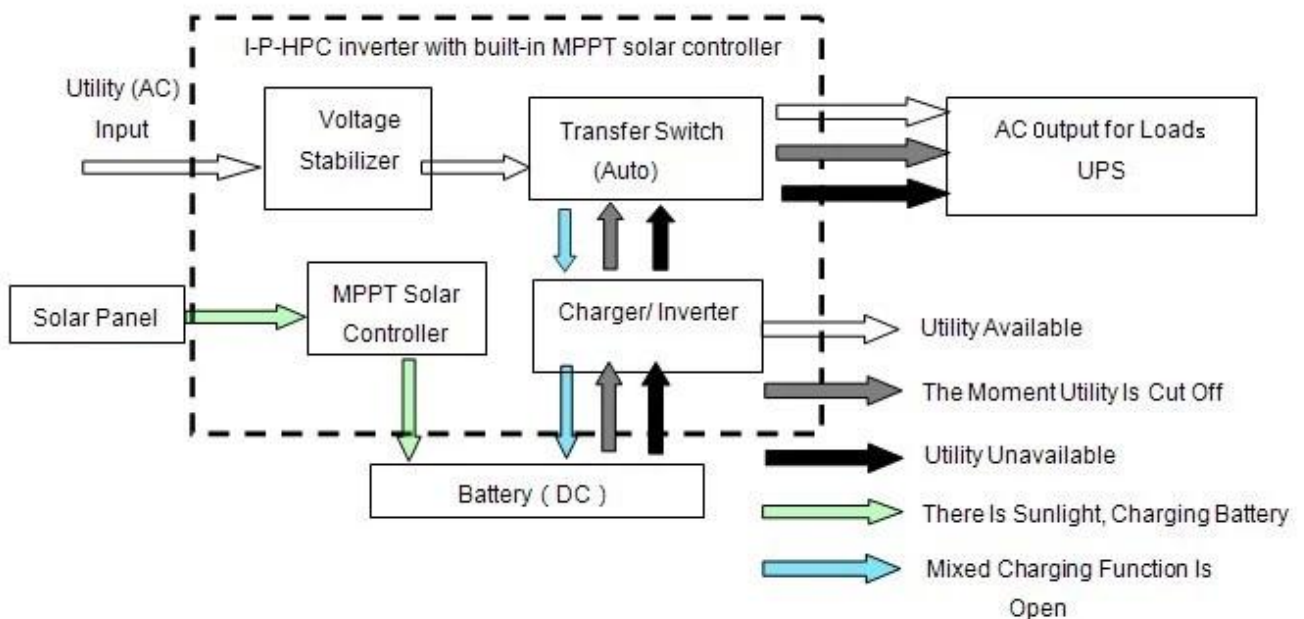 I-P-HPC inverter with built-in MPPT solar controller
Utility (AC)
Input
Voltage
Stabilizer
Transfer Switch
(Auto)
AC Output for Loads
UPS
Solar Panel
MPPT Solar
Controller
Charger/ Inverter
Utility Available
The Moment Utility Is Cut Off
Utility Unavailable
Battery ( DC )
There Is Sunlight, Charging Battery
Mixed Charging Function Is
Open